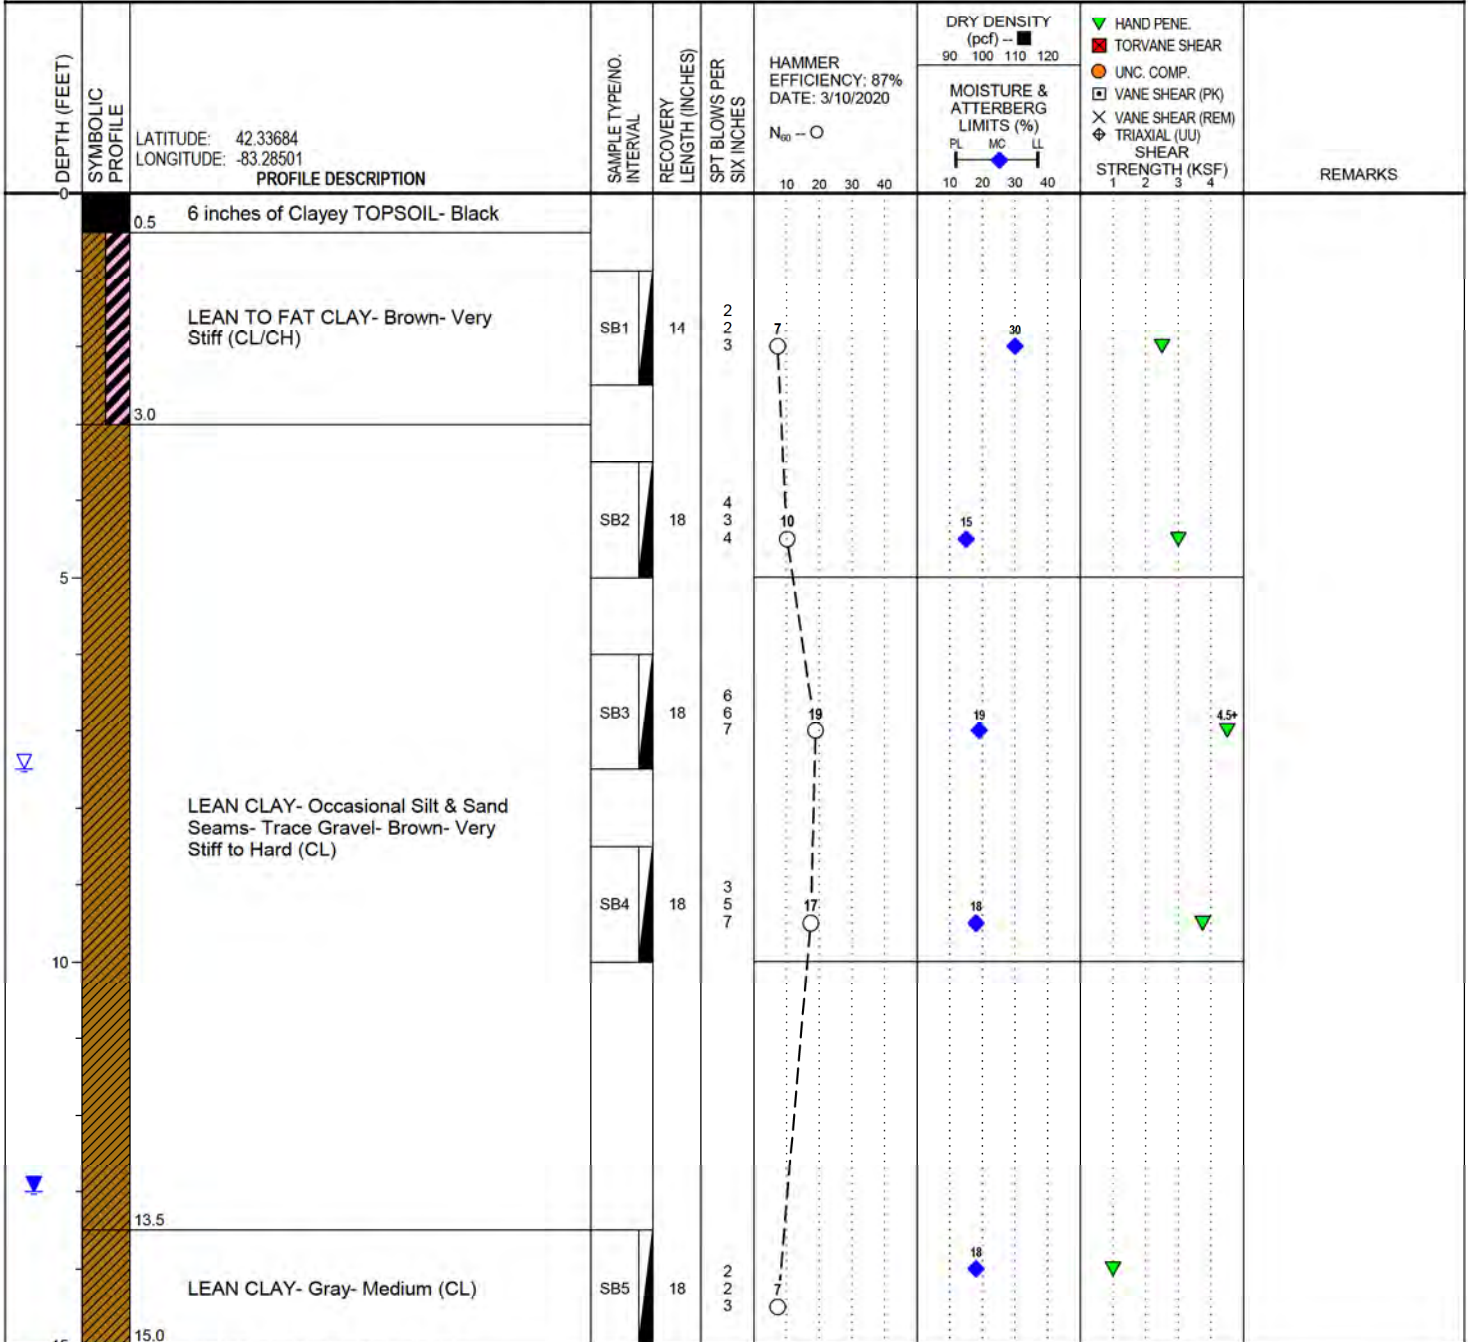 DEPTH (FEET)
SYMBOLIC
PROFILE
LATITUDE: 42.33684
LONGITUDE: -83.28501
PROFILE DESCRIPTION
SAMPLE TYPE/NO.
INTERVAL
RECOVERY
LENGTH (INCHES)
SPT BLOWS PER
SIX INCHES
HAMMER
EFFICIENCY: 87%
DATE: 3/10/2020
N60 --
10 20 30 40
DRY DENSITY
(pcf) --
90 100 110 120
MOISTURE &
ATTERBERG
LIMITS (%)
PL MC LL
10 20 30 40
HAND PENE.
TORVANE SHEAR
UNC. COMP.
VANE SHEAR (PK)
VANE SHEAR (REM)
TRIAXIAL (UU)
SHEAR
STRENGTH (KSF)
1 2 3 4
REMARKS
0
6 inches of Clayey TOPSOIL- Black
0.5
LEAN TO FAT CLAY- Brown- Very
Stiff (CL/CH)
SB1
14
2
2
3
7
30
3.0
SB2
18
4
3
4
10
15
5
SB3
18
6
6
7
19
19
4.5+
LEAN CLAY- Occasional Silt & Sand
Seams- Trace Gravel- Brown- Very
Stiff to Hard (CL)
SB4
18
3
5
7
17
18
10
13.5
LEAN CLAY- Gray- Medium (CL)
SB5
18
2
2
3
7
18
15.0